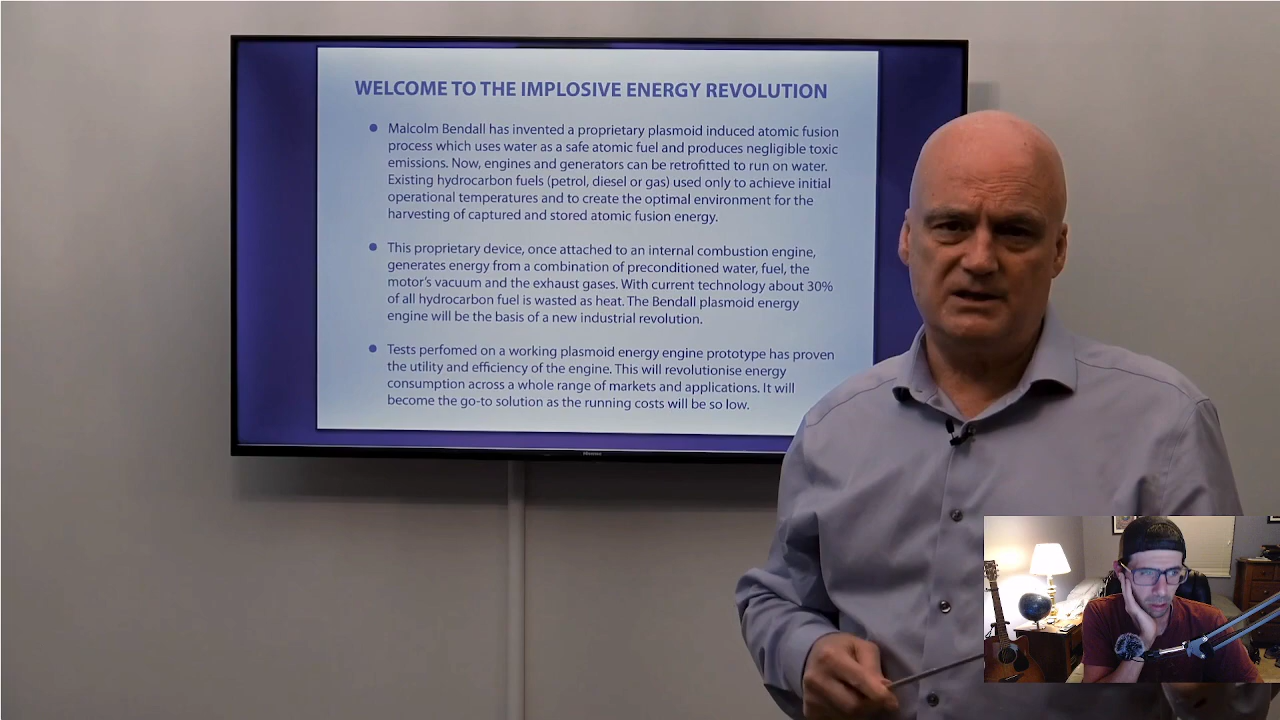 WELCOME TO THE IMPLOSIVE ENERGY REVOLUTION
Malcolm Bendall has invented a proprietary plasmoid induced atomic fusion
process which uses water as a safe atomic fuel and produces negligible toxic
emissions. Now, engines and generators can be retrofitted to run on water.
Existing hydrocarbon fuels (petrol, diesel or gas) used only to achieve initial
operational temperatures and to create the optimal environment for the
harvesting of captured and stored atomic fusion energy.
This proprietary device, once attached to an internal combustion engine,
generates energy from a combination of preconditioned water, fuel, the
motor's vacuum and the exhaust gases. With current technology about 30%
of all hydrocarbon fuel is wasted as heat. The Bendall plasmoid energy
engine will be the basis of a new industrial revolution.
Tests perfomed on a working plasmoid energy engine prototype has proven
the utility and efficiency of the engine. This will revolutionise energy
consumption across a whole range of markets and applications. It will
become the go-to solution as the running costs will be so low.
Hisense